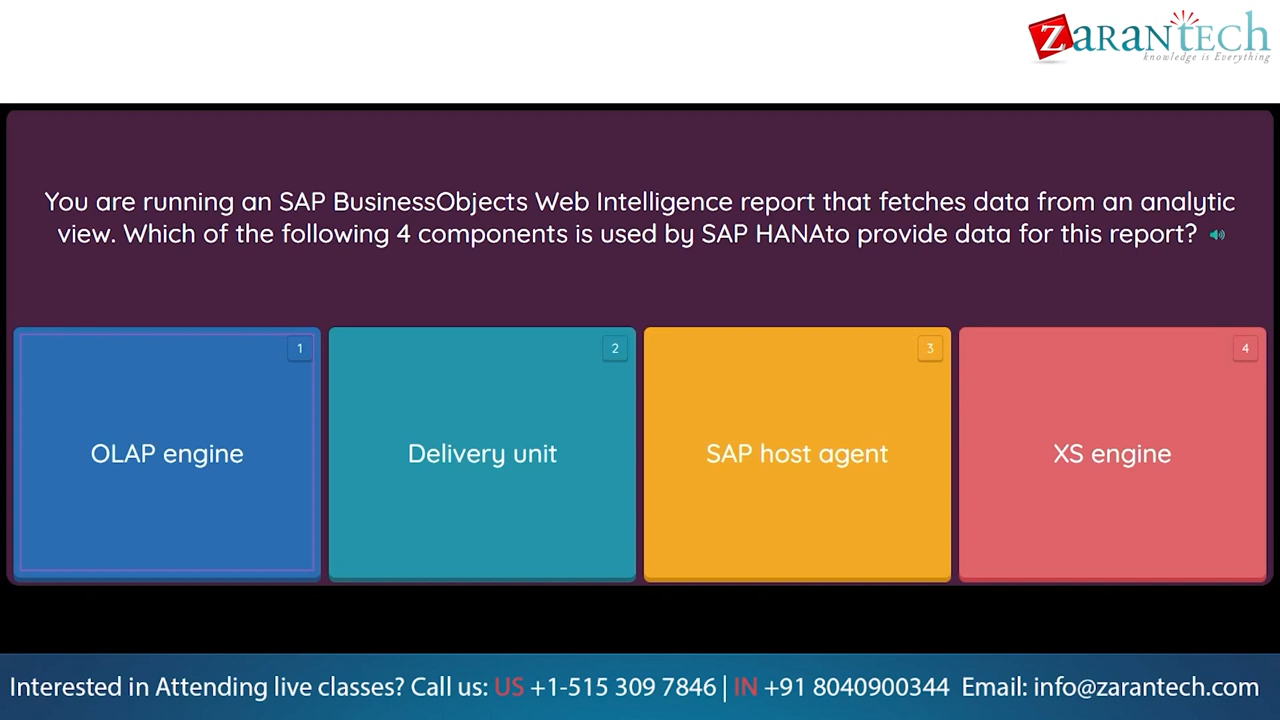 ZARANTECH
knowledge is Everything
You are running an SAP BusinessObjects Web Intelligence report that fetches data from an analytic
view. Which of the following 4 components is used by SAP HANAto provide data for this report?
1
OLAP engine
2
Delivery unit
3
SAP host agent
4
XS engine
Interested in Attending live classes? Call us: US +1-515 309 7846 | IN +91 8040900344 Email: info@zarantech.com